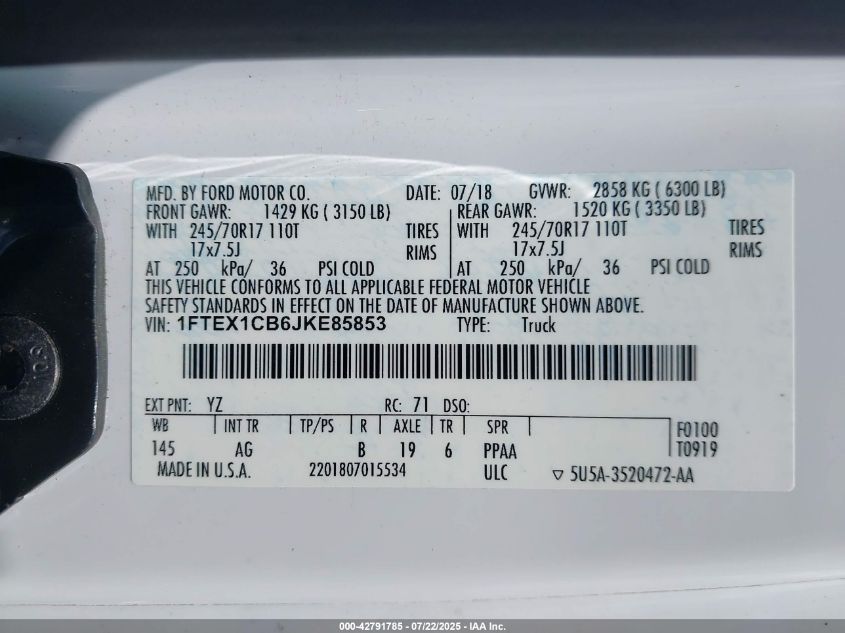 MFD. BY FORD MOTOR CO. DATE: 07/18 GVWR: 2858 KG ( 6300 LB)
FRONT GAWR: 1429 KG ( 3150 LB) REAR GAWR: 1520 KG ( 3350 LB)
WITH 245/70R17 110T TIRES WITH 245/70R17 110T TIRES
17x7.5J RIMS 17x7.5J RIMS
AT 250 kPa/ 36 PSI COLD AT 250 kPa/ 36 PSI COLD
THIS VEHICLE CONFORMS TO ALL APPLICABLE FEDERAL MOTOR VEHICLE
SAFETY STANDARDS IN EFFECT ON THE DATE OF MANUFACTURE SHOWN ABOVE.
VIN: 1FTEX1CB6JKE85853 TYPE: Truck
EXT PNT: YZ RC: 71 DSO:
WB INT TR TP/PS R AXLE TR SPR F0100
145 AG B 19 6 PPAA T0919
MADE IN U.S.A. 2201807015534 ULC ▽ 5U5A-3520472-AA
000-42791785 - 07/22/2025 - IAA Inc.